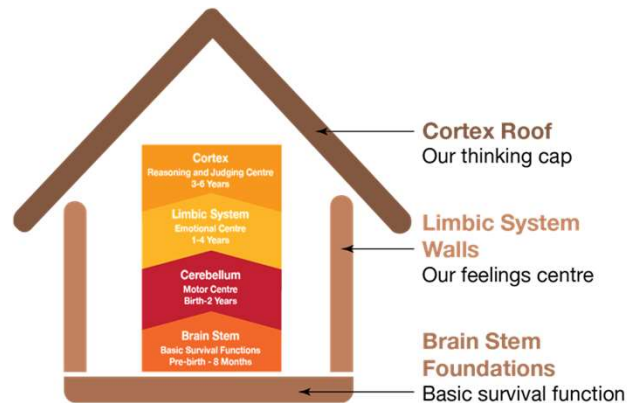 Cortex
Reasoning and Judging Centre
3-6 Years
Limbic System
Emotional Centre
1-4 Years
Cerebellum
Motor Centre
Birth-2 Years
Brain Stem
Basic Survival Functions
Pre-birth - 8 Months
Cortex Roof
Our thinking cap
Limbic System
Walls
Our feelings centre
Brain Stem
Foundations
Basic survival function